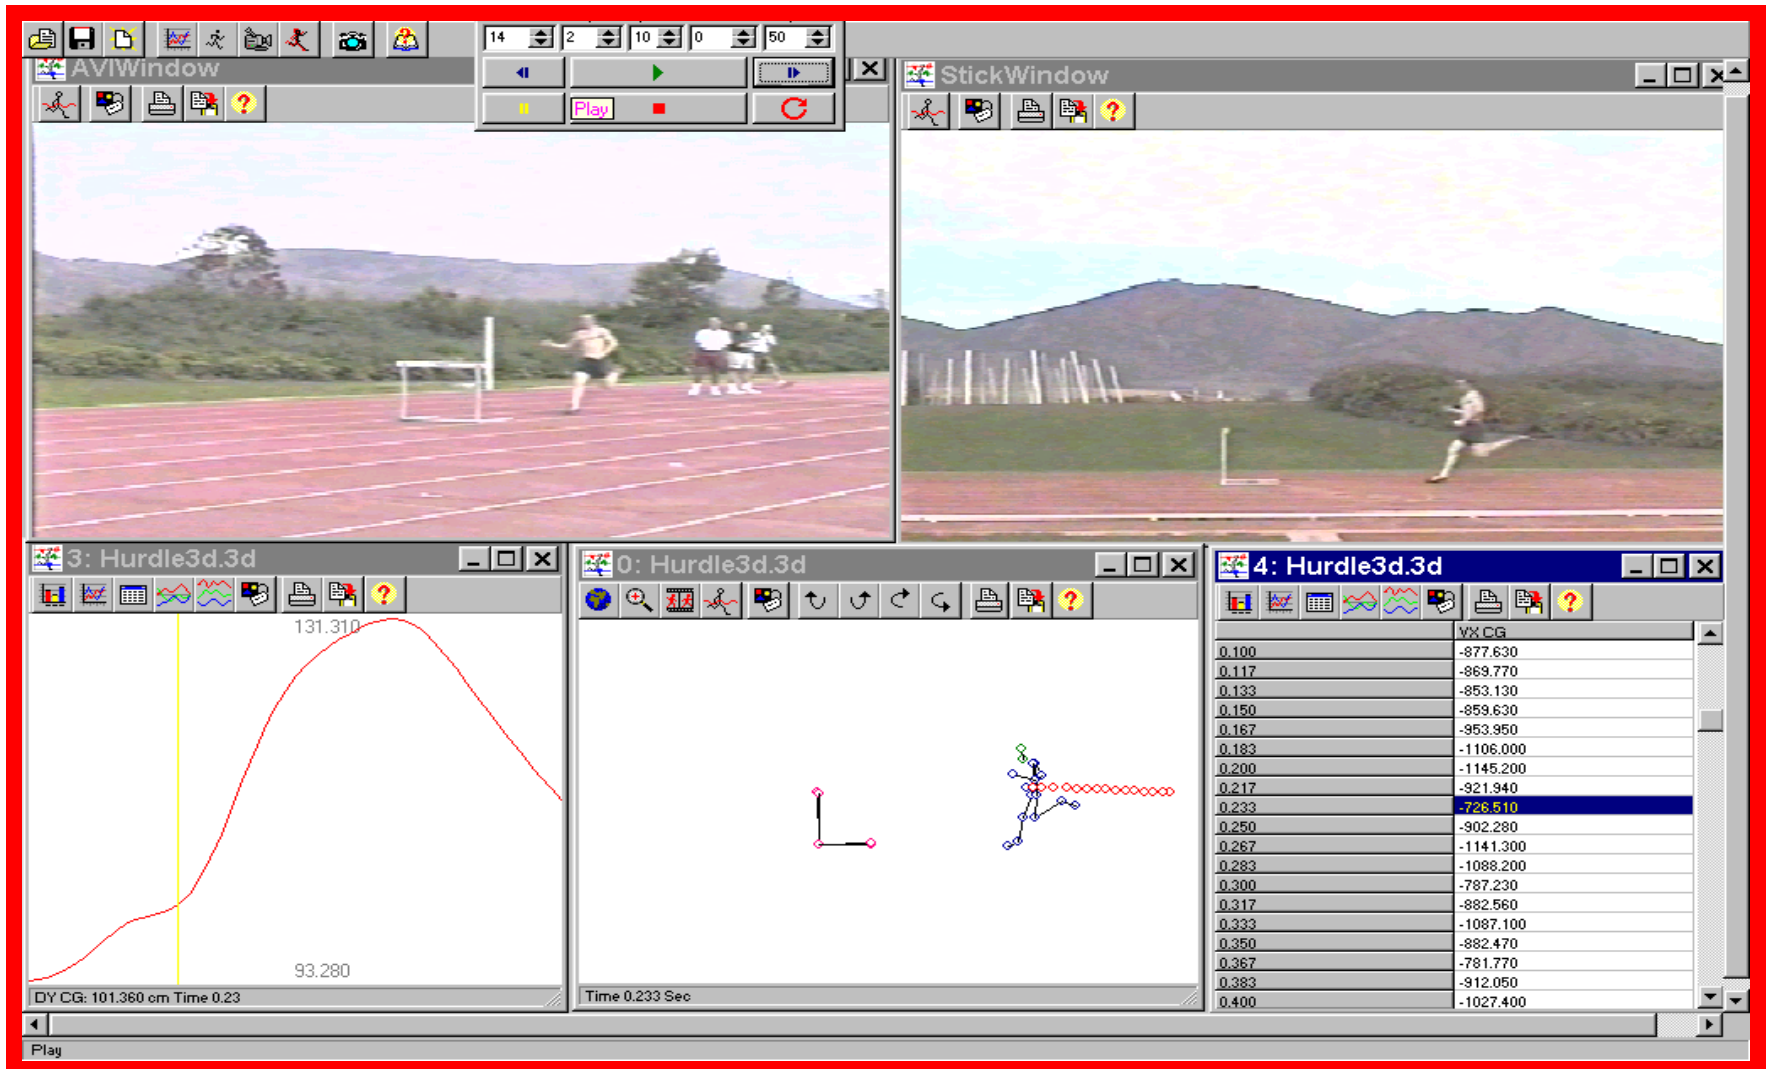 14 2 10 0 50
AVIWindow
Play
StickWindow
3: Hurdle3d.3d
131.310
93.280
DY CG: 101.360 cm Time 0.23
0: Hurdle3d.3d
Time 0.233 Sec
4: Hurdle3d.3d
VX CG
0.100 -877.630
0.117 -869.770
0.133 -853.130
0.150 -859.630
0.167 -953.950
0.183 -1106.000
0.200 -1145.200
0.217 -921.940
0.233 -726.510
0.250 -902.280
0.267 -1141.300
0.283 -1088.200
0.300 -787.230
0.317 -882.560
0.333 -1087.100
0.350 -882.470
0.367 -781.770
0.383 -912.050
0.400 -1027.400
Play